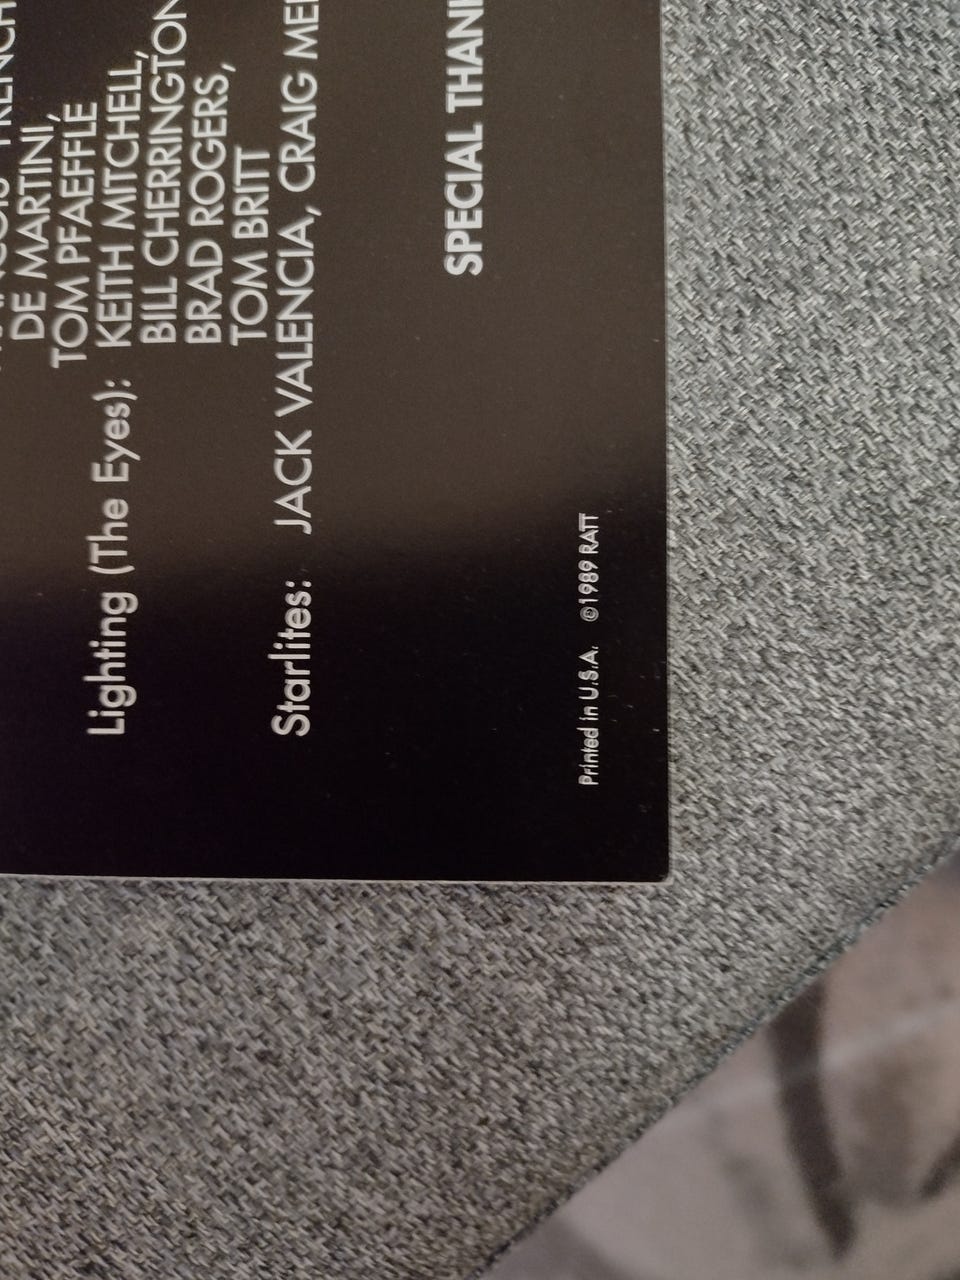 DE MARTINI,
TOM PFAEFFLE
Lighting (The Eyes): KEITH MITCHELL,
BILL CHERRINGTON
BRAD ROGERS,
TOM BRITT
Starlites: JACK VALENCIA, CRAIG
SPECIAL
Printed in U.S.A. ©1989 RATT